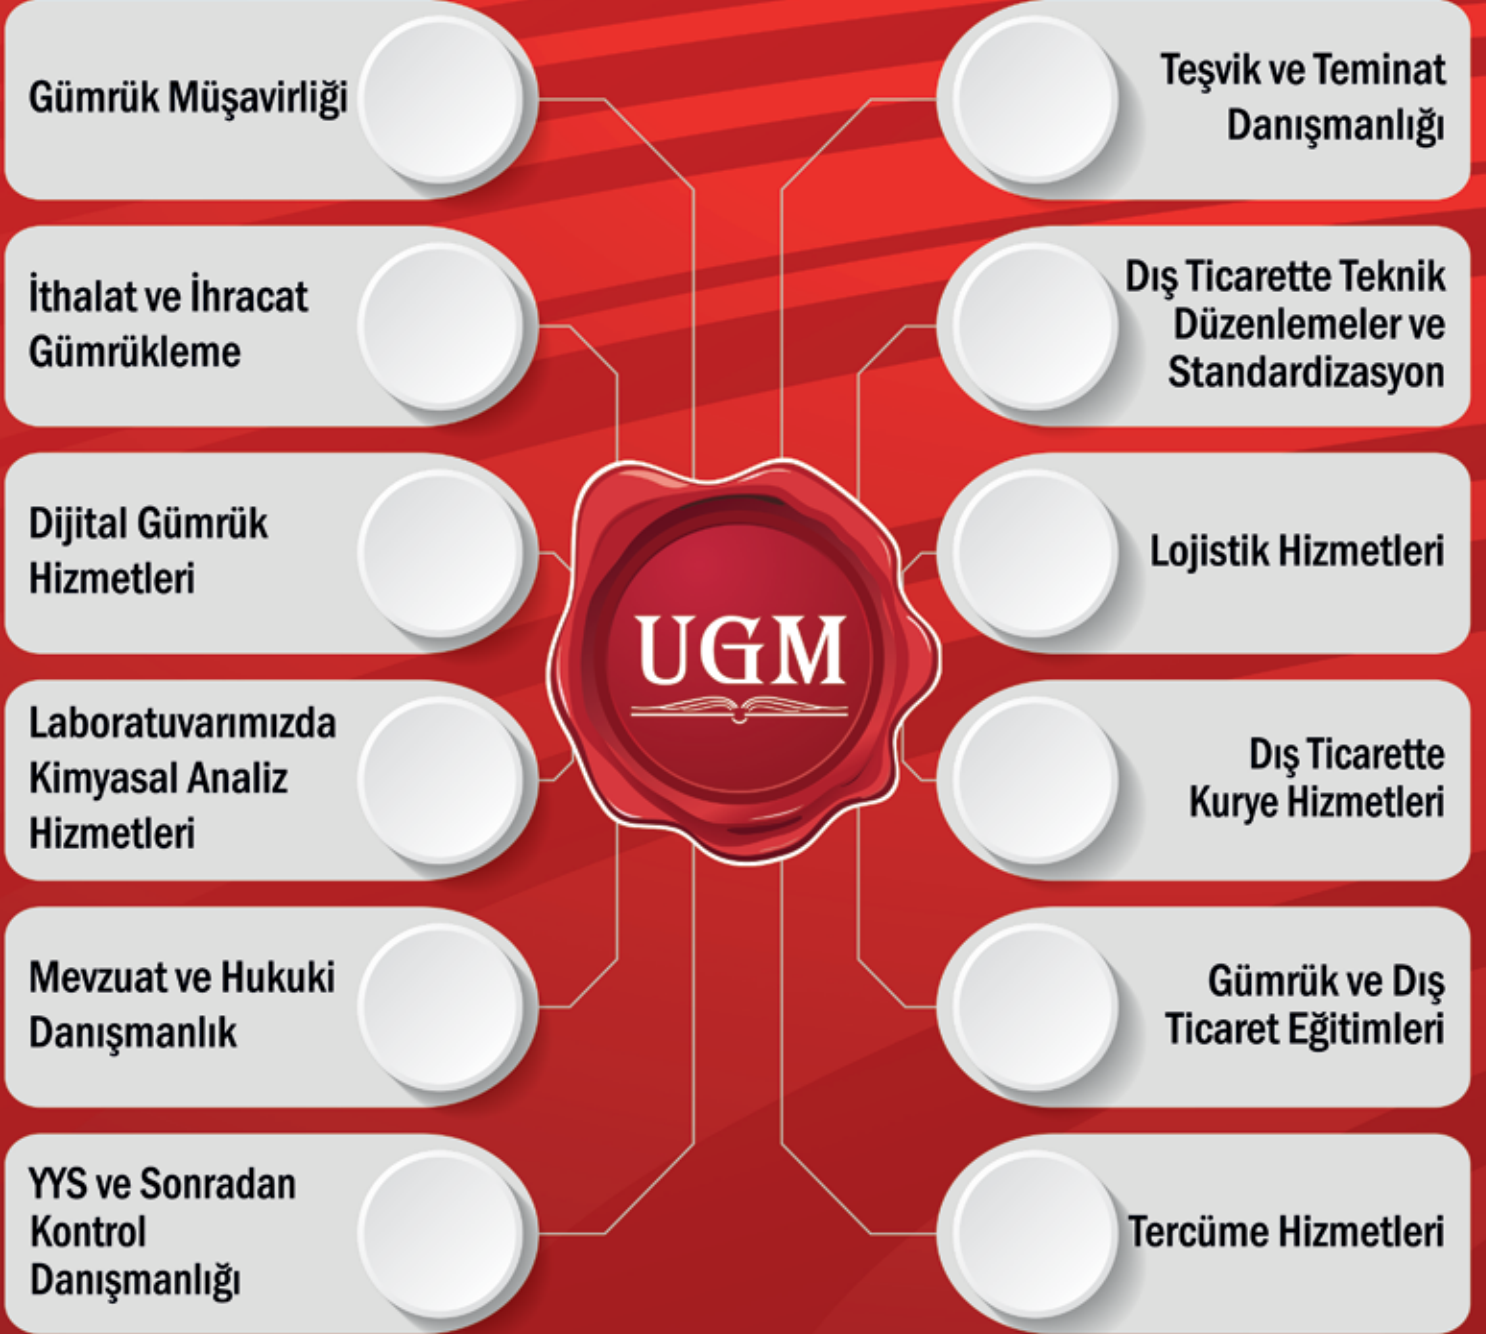 Gümrük Müşavirliği
İthalat ve İhracat
Gümrükleme
Dijital Gümrük
Hizmetleri
Laboratuvarımızda
Kimyasal Analiz
Hizmetleri
Mevzuat ve Hukuki
Danışmanlık
YYS ve Sonradan
Kontrol
Danışmanlığı
UGM
Teşvik ve Teminat
Danışmanlığı
Dış Ticarette Teknik
Düzenlemeler ve
Standardizasyon
Lojistik Hizmetleri
Dış Ticarette
Kurye Hizmetleri
Gümrük ve Dış
Ticaret Eğitimleri
Tercüme Hizmetleri